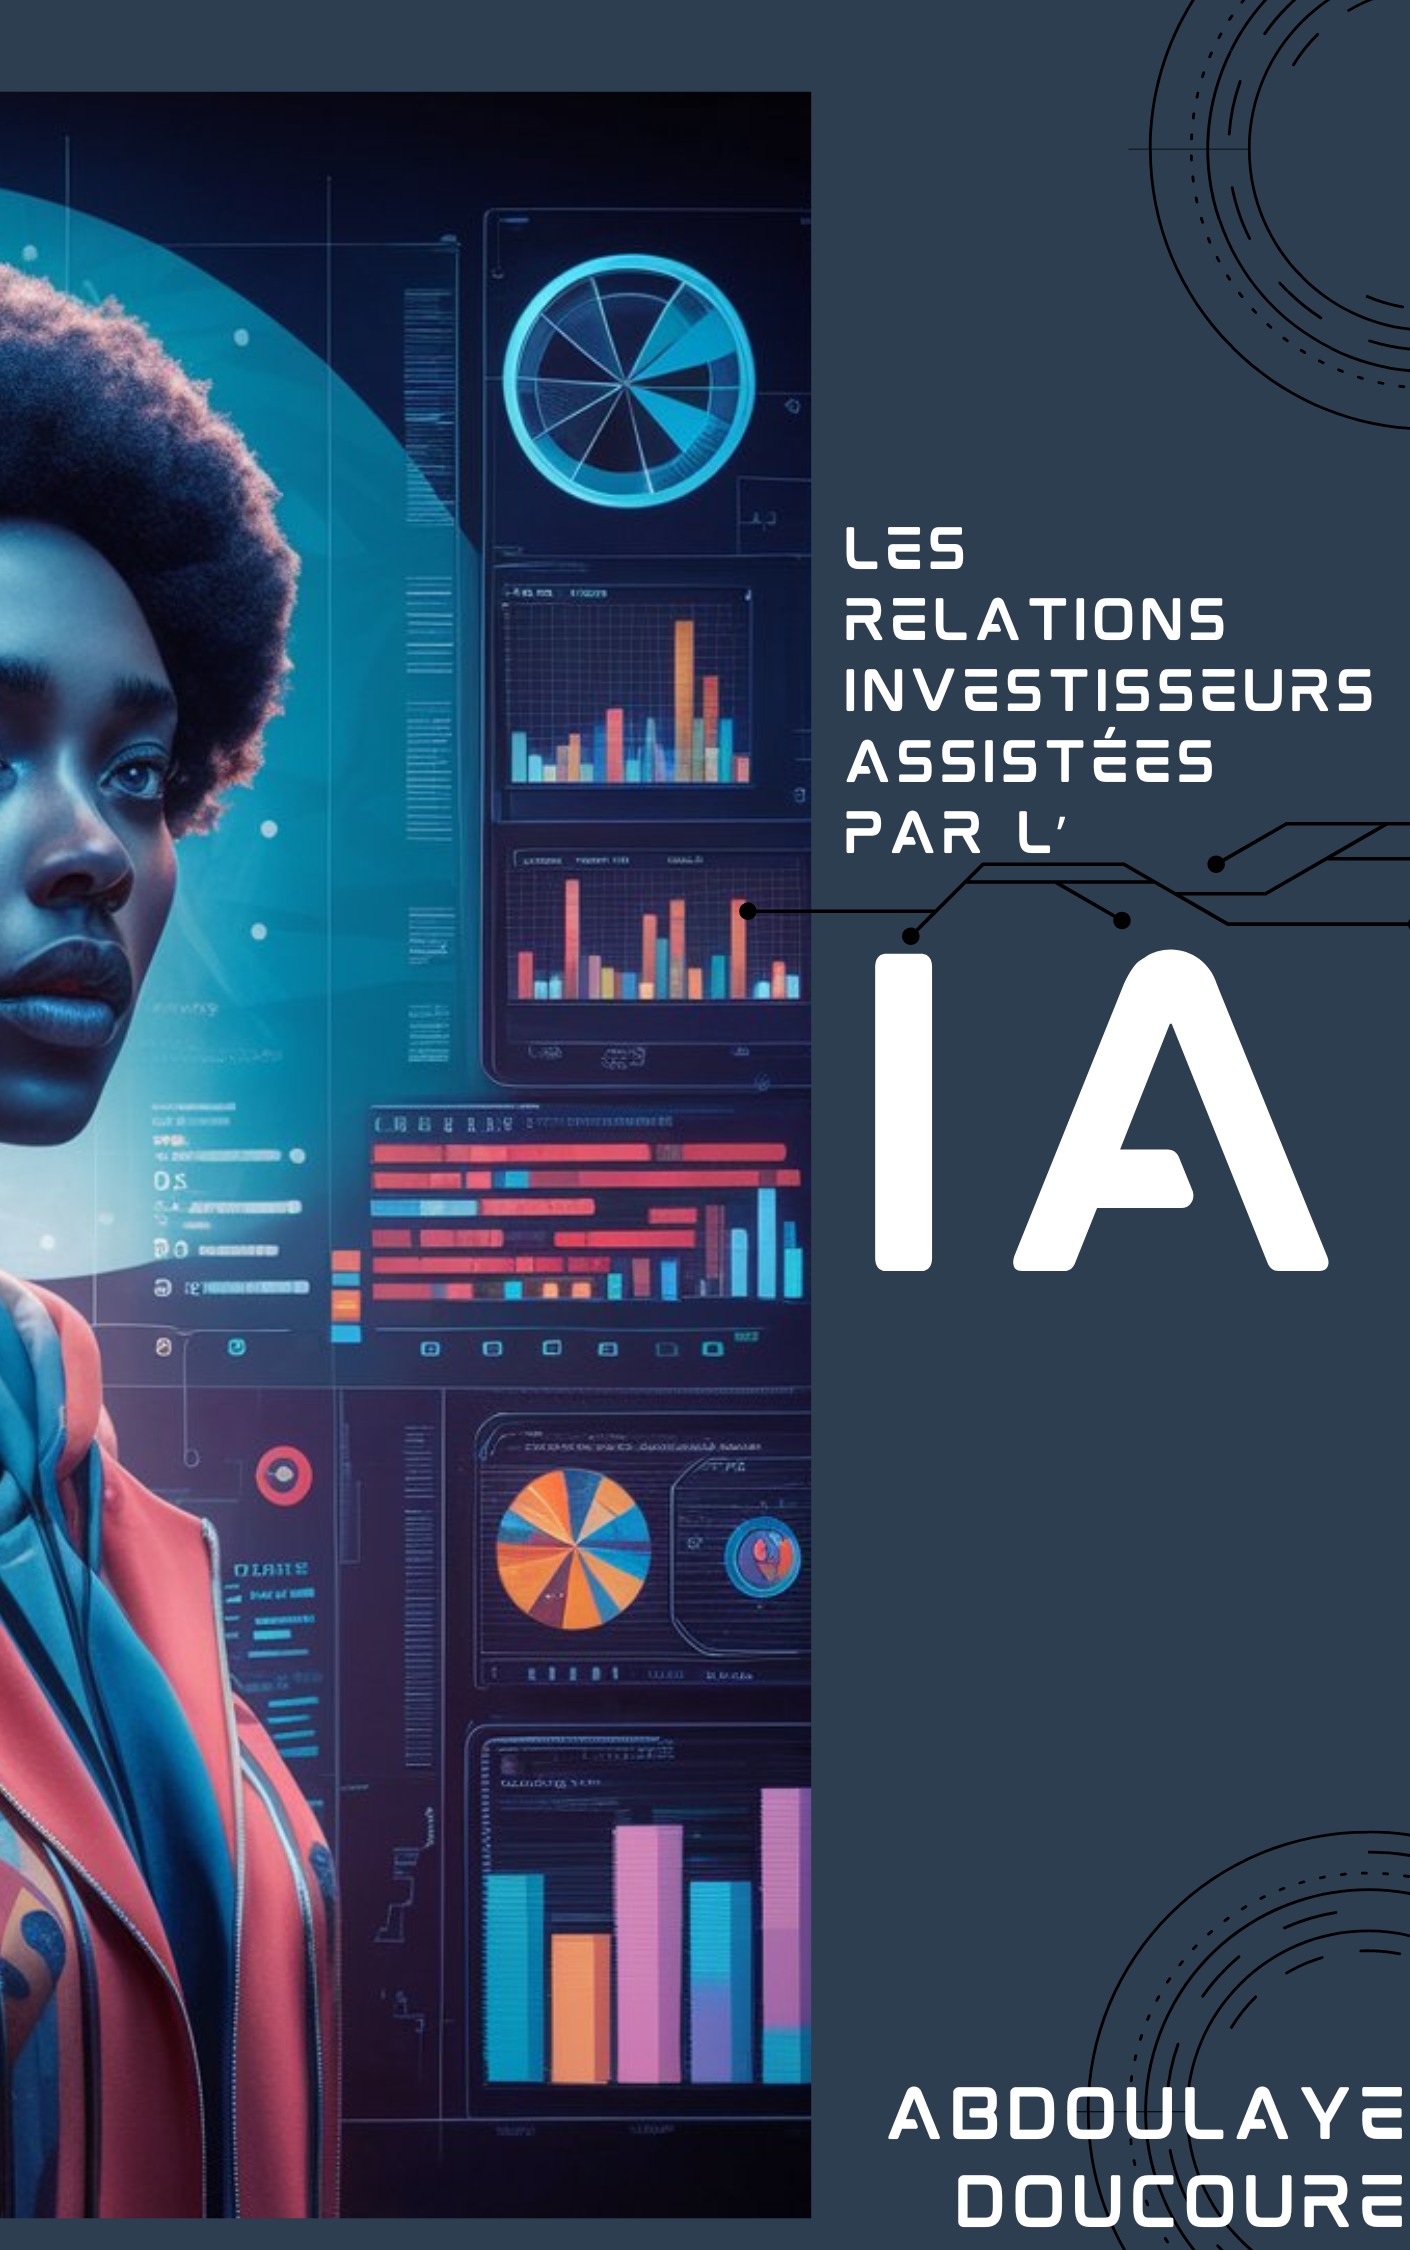 LES
RELATIONS
INVESTISSEURS
ASSISTÉES
PAR L'
IA
ABDOULAYE
DOUCOURE